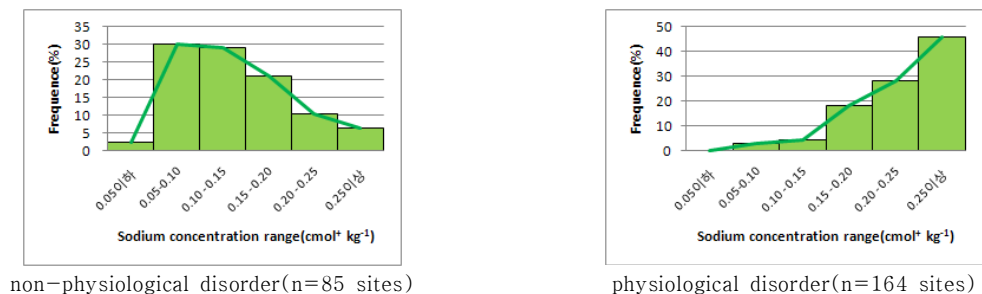 Frequence(%)
35
30
25
20
15
10
5
0
0.05이하
0.05-0.10
0.10-0.15
0.15-0.20
0.20-0.25
0.25이상
Sodium concentration range(cmol⁺ kg⁻¹)
non-physiological disorder(n=85 sites)
Frequence(%)
50
40
30
20
10
0
0.05이하
0.05-0.10
0.10-0.15
0.15-0.20
0.20-0.25
0.25이상
Sodium concentration range(cmol⁺ kg⁻¹)
physiological disorder(n=164 sites)